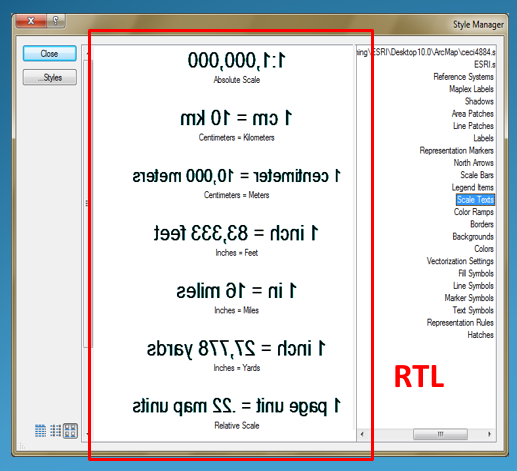 Style Manager
Close
...Styles
1:1,000,000
Absolute Scale
1 cm = 10 km
Centimeters = Kilometers
1 centimeter = 10,000 meters
Centimeters = Meters
1 inch = 83,333 feet
Inches = Feet
1 in = 16 miles
Inches = Miles
1 inch = 27,778 yards
Inches = Yards
1 page unit = .22 map units
Relative Scale
ing\ESRI\Desktop10.0\ArcMap\ceci4884.s
ESRI.s
Reference Systems
Maplex Labels
Shadows
Area Patches
Line Patches
Labels
Representation Markers
North Arrows
Scale Bars
Legend Items
Scale Texts
Color Ramps
Borders
Backgrounds
Colors
Vectorization Settings
Fill Symbols
Line Symbols
Marker Symbols
Text Symbols
Representation Rules
Hatches
RTL